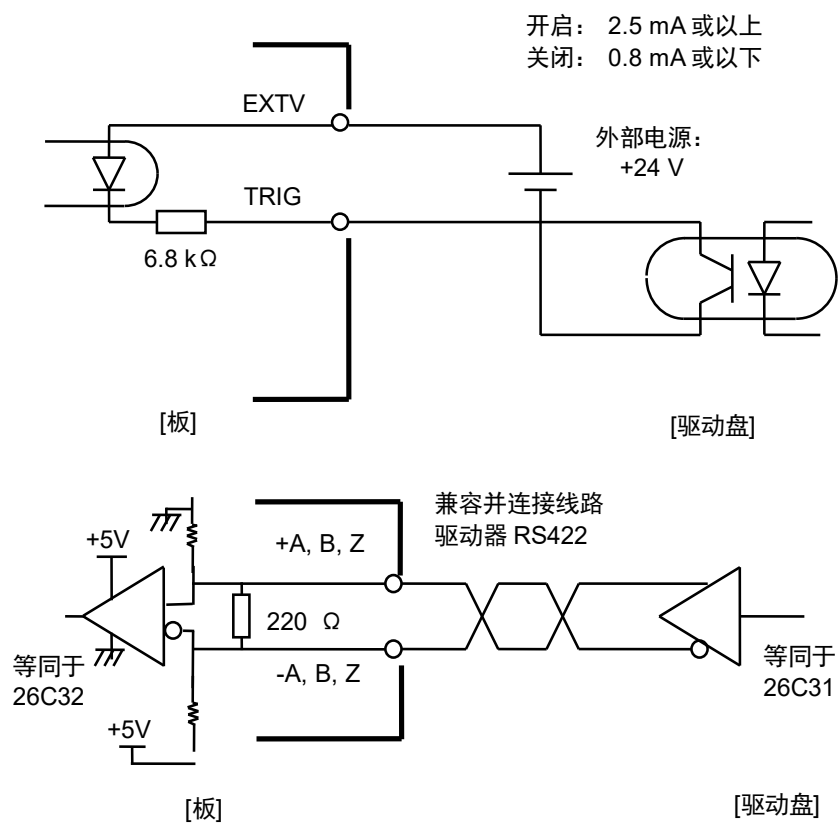 开启： 2.5 mA 或以上
关闭： 0.8 mA 或以下
EXTV
外部电源：
+24 V
TRIG
6.8 kΩ
[板]
[驱动盘]
兼容并连接线路
驱动器 RS422
+5V
+A, B, Z
220 Ω
等同于
26C32
-A, B, Z
等同于
26C31
+5V
[板]
[驱动盘]